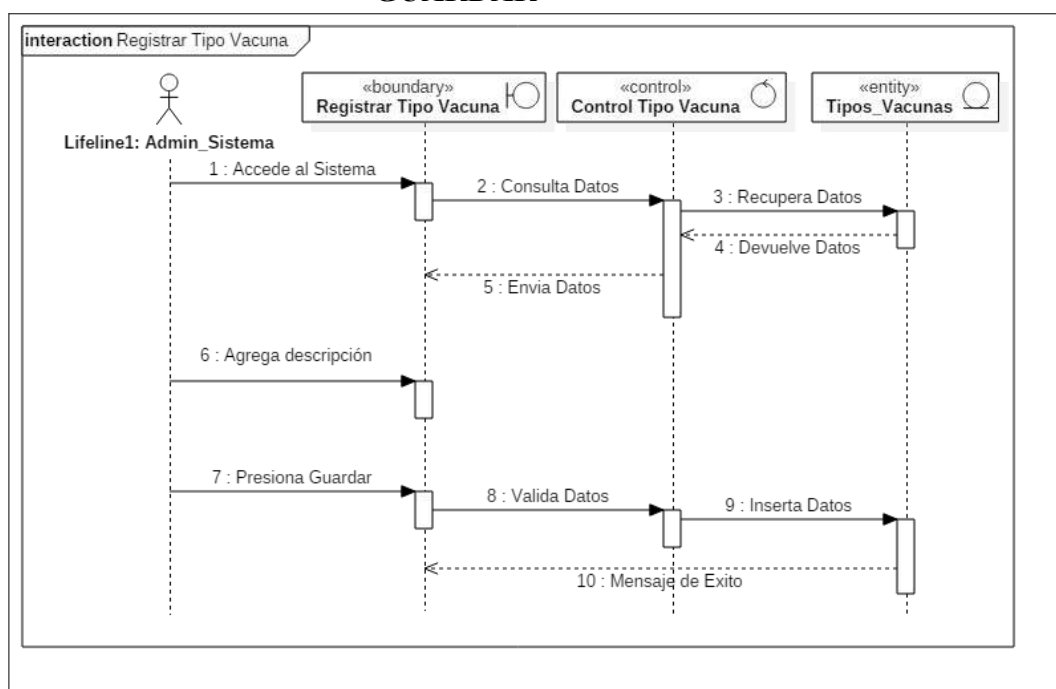 GUARDAR
interaction Registrar Tipo Vacuna
«boundary»
Registrar Tipo Vacuna
«control»
Control Tipo Vacuna
«entity»
Tipos_Vacunas
Lifeline1: Admin_Sistema
1 : Accede al Sistema
2 : Consulta Datos
3 : Recupera Datos
4 : Devuelve Datos
5 : Envia Datos
6 : Agrega descripción
7 : Presiona Guardar
8 : Valida Datos
9 : Inserta Datos
10 : Mensaje de Exito